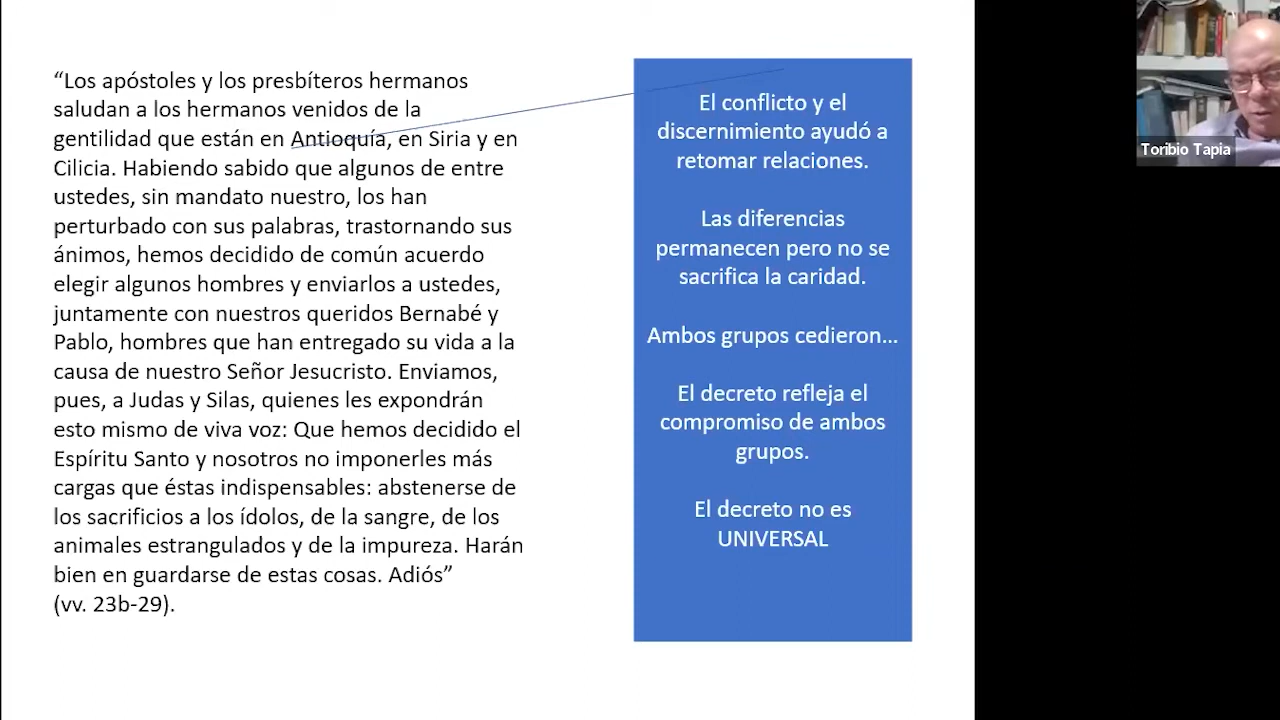 “Los apóstoles y los presbíteros hermanos
saludan a los hermanos venidos de la
gentilidad que están en Antioquía, en Siria y en
Cilicia. Habiendo sabido que algunos de entre
ustedes, sin mandato nuestro, los han
perturbado con sus palabras, trastornando sus
ánimos, hemos decidido de común acuerdo
elegir algunos hombres y enviarlos a ustedes,
juntamente con nuestros queridos Bernabé y
Pablo, hombres que han entregado su vida a la
causa de nuestro Señor Jesucristo. Enviamos,
pues, a Judas y Silas, quienes les expondrán
esto mismo de viva voz: Que hemos decidido el
Espíritu Santo y nosotros no imponerles más
cargas que éstas indispensables: abstenerse de
los sacrificios a los ídolos, de la sangre, de los
animales estrangulados y de la impureza. Harán
bien en guardarse de estas cosas. Adiós”
(vv. 23b-29).
El conflicto y el
discernimiento ayudó a
retomar relaciones.
Las diferencias
permanecen pero no se
sacrifica la caridad.
Ambos grupos cedieron...
El decreto refleja el
compromiso de ambos
grupos.
El decreto no es
UNIVERSAL
Toribio Tapia